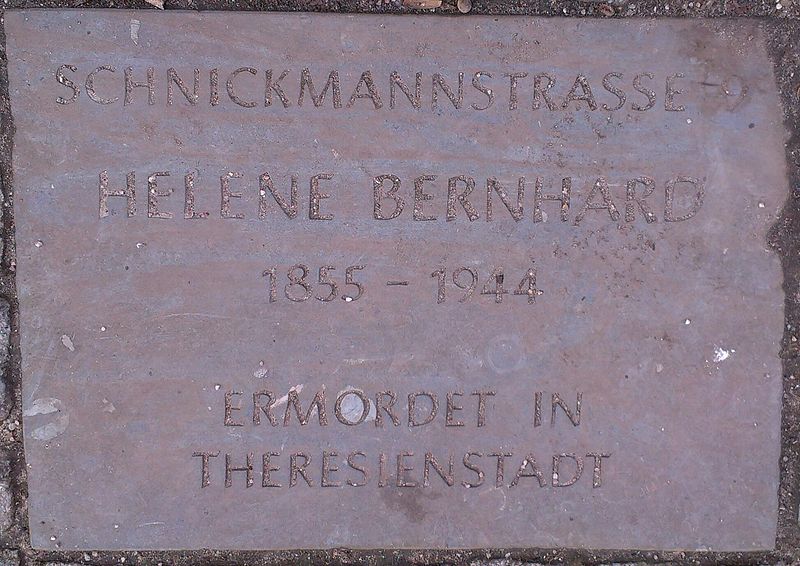 SCHNICKMANNSTRASSE 9
HELENE BERNHARD
1855 – 1944
ERMORDET IN
THERESIENSTADT